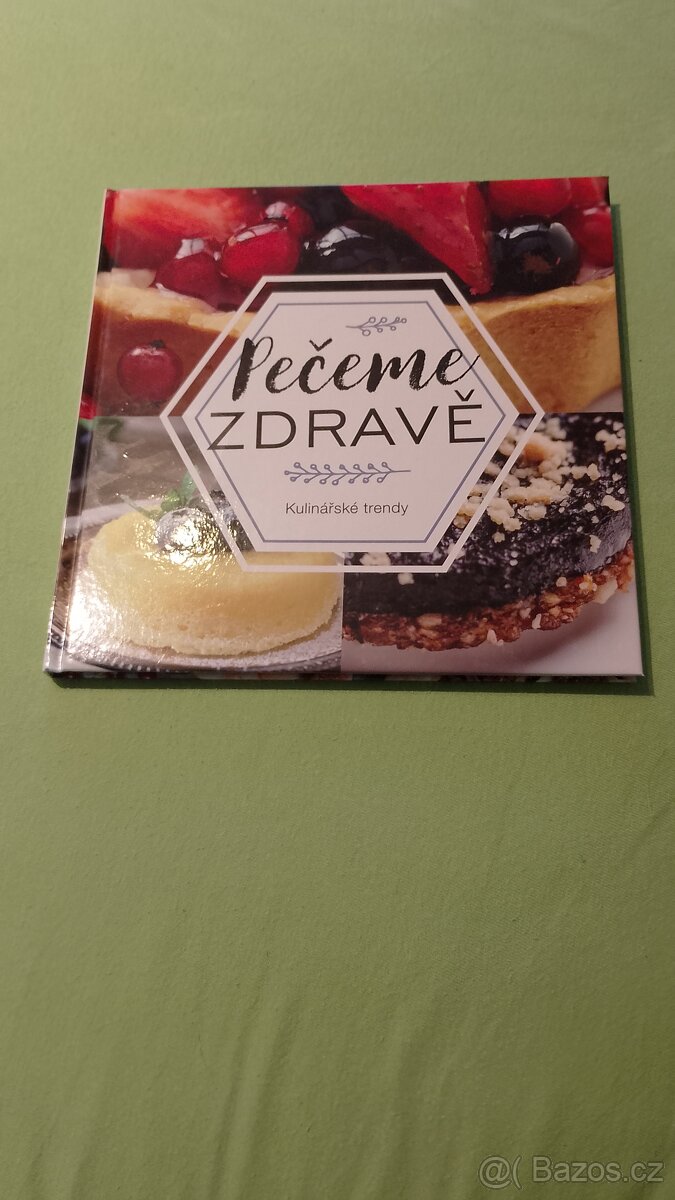 Pečeme
ZDRAVĚ
Kulinářské trendy
@( Bazos.cz